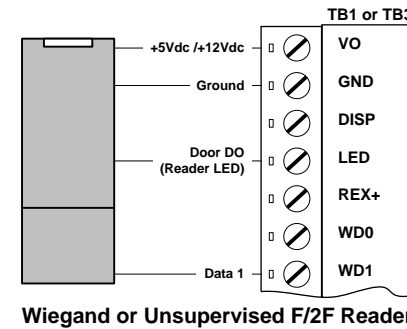 TB1 or TB3
+5Vdc /+12Vdc
VO
Ground
GND
DISP
Door DO
(Reader LED)
LED
REX+
WD0
Data 1
WD1
Wiegand or Unsupervised F/2F Reader